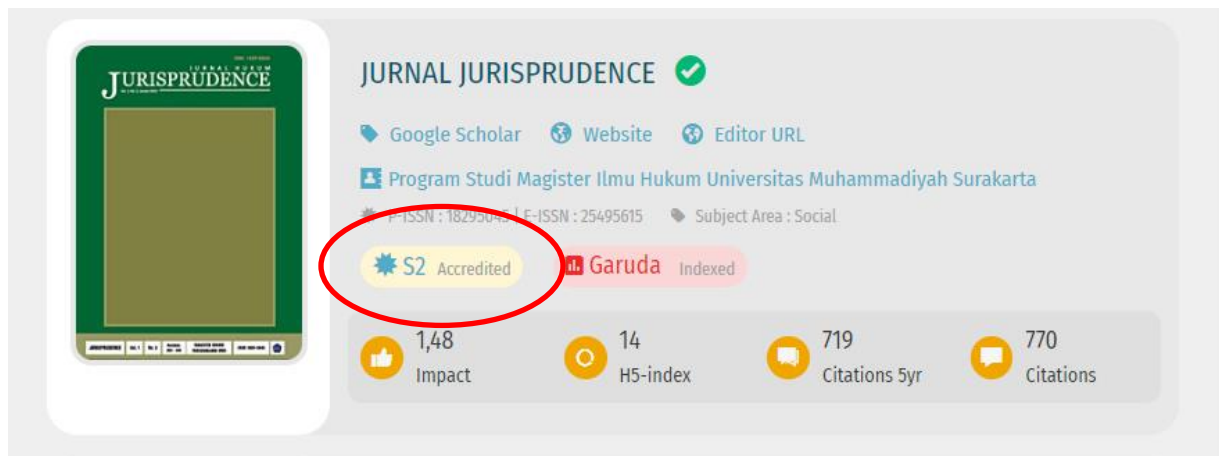 JURNAL HUKUM
JURISPRUDENCE
JURNAL JURISPRUDENCE
Google Scholar Website Editor URL
Program Studi Magister Ilmu Hukum Universitas Muhammadiyah Surakarta
P-ISSN : 18295045 | E-ISSN : 25495615 Subject Area : Social
S2 Accredited Garuda Indexed
1,48 14 719 770
Impact H5-index Citations 5yr Citations